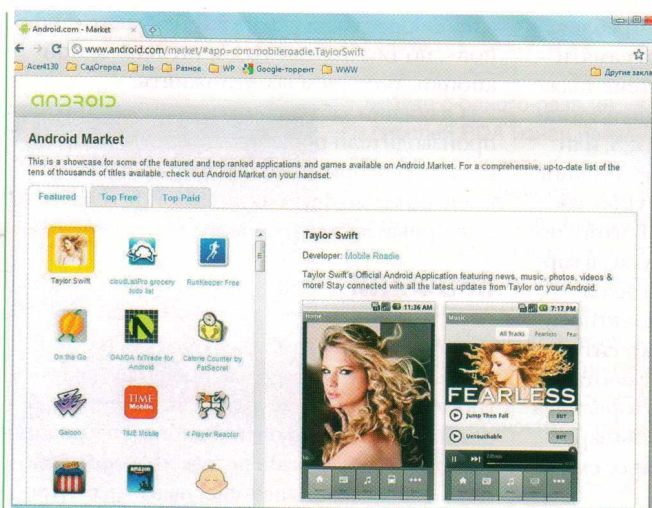 Android.com - Market
www.android.com/market/#app=com.mobileroadie.TaylorSwift
Acer4130 СадОгород Job Разное WP Google-торрент WWW
Другие закла
ANDROID
Android Market
This is a showcase for some of the featured and top ranked applications and games available on Android Market. For a comprehensive, up-to-date list of the
tens of thousands of titles available, check out Android Market on your handset.
Featured Top Free Top Paid
Taylor Swift
cloudListPro grocery todo list
RunKeeper Free
On the Go
OANDA fxTrade for Android
Calorie Counter by FatSecret
Galcon
TIME Mobile
TIME Mobile
4 Player Reactor
amazon
Taylor Swift
Developer: Mobile Roadie
Taylor Swift's Official Android Application featuring news, music, photos, videos &
more! Stay connected with all the latest updates from Taylor on your Android.
11:36 AM
Home
7:17 PM
Music
All Tracks Fearless Fea
FEARLESS
Jump Then Fall BUY
Untouchable BUY